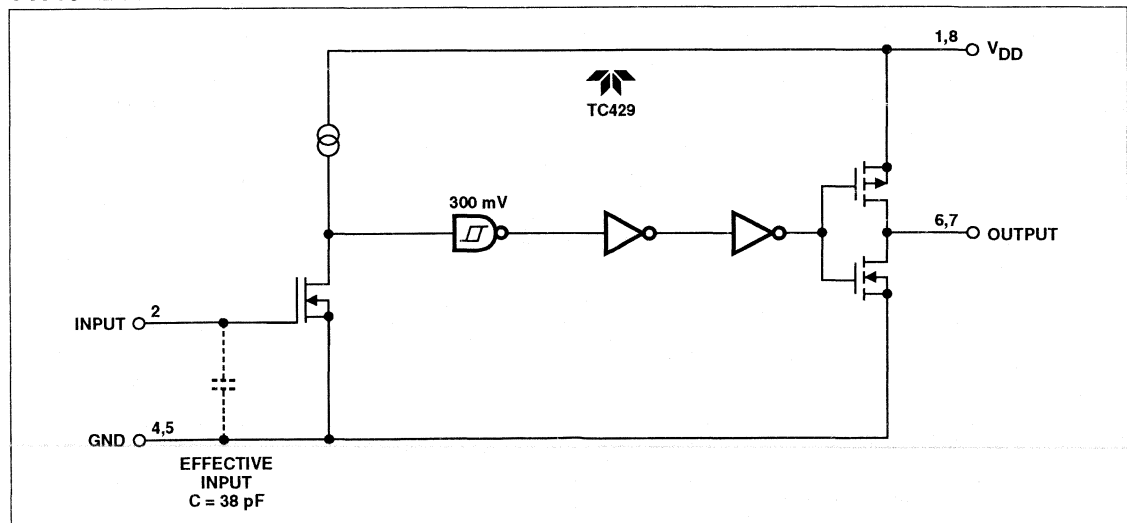 1,8
V_DD
TC429
300 mV
6,7
OUTPUT
INPUT
2
GND
4,5
EFFECTIVE
INPUT
C = 38 pF